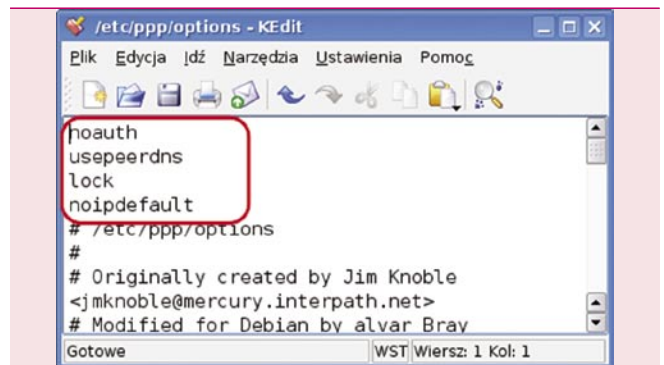 /etc/ppp/options - KEdit
Plik Edycja Idź Narzędzia Ustawienia Pomoc
noauth
usepeerdns
lock
noipdefault
# /etc/ppp/options
#
# Originally created by Jim Knoble
<jmknoble@mercury.interpath.net>
# Modified for Debian by alvar Bray
Gotowe WST Wiersz: 1 Kol: 1